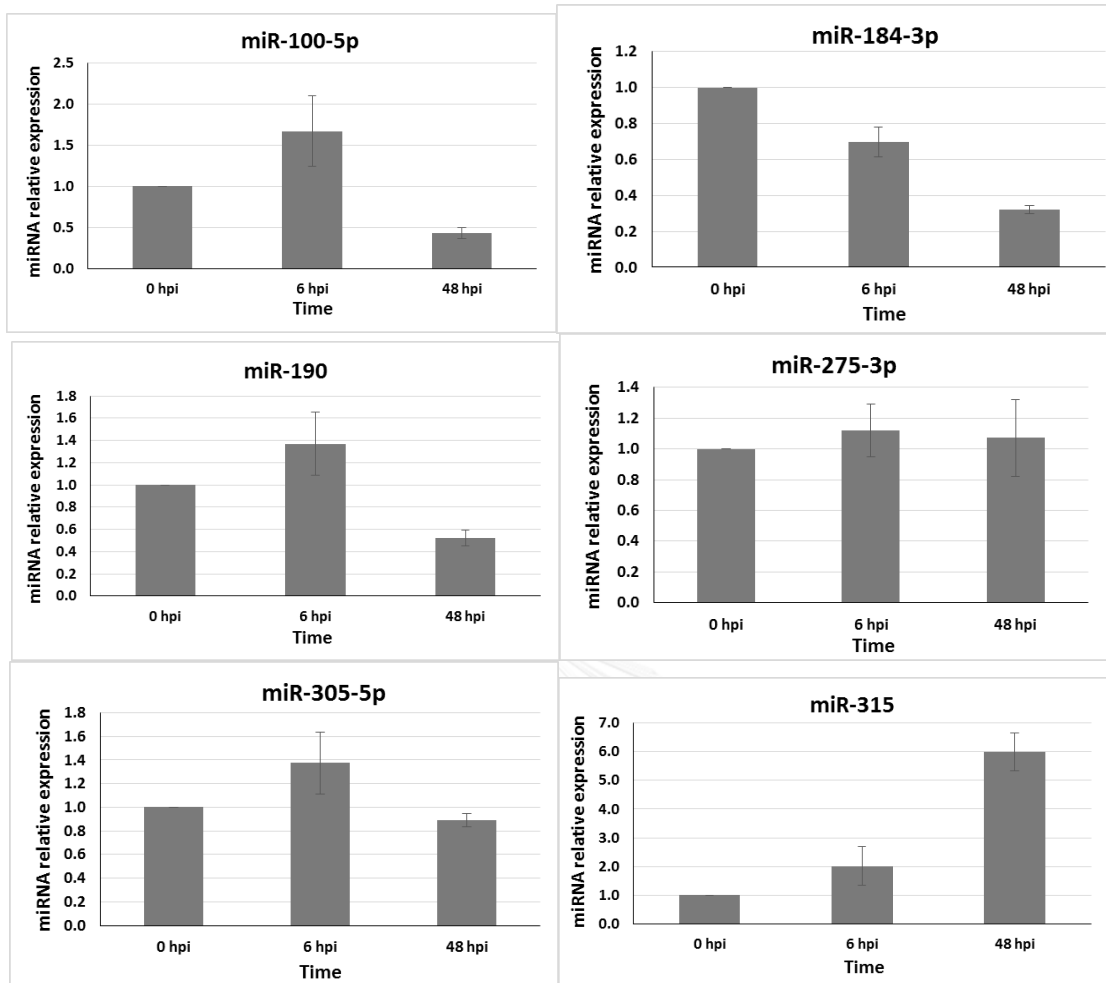 miR-100-5p
miRNA relative expression
2.5
2.0
1.5
1.0
0.5
0.0
0 hpi 6 hpi 48 hpi
Time
miR-184-3p
miRNA relative expression
1.2
1.0
0.8
0.6
0.4
0.2
0.0
0 hpi 6 hpi 48 hpi
Time
miR-190
miRNA relative expression
1.8
1.6
1.4
1.2
1.0
0.8
0.6
0.4
0.2
0.0
0 hpi 6 hpi 48 hpi
Time
miR-275-3p
miRNA relative expression
1.4
1.2
1.0
0.8
0.6
0.4
0.2
0.0
0 hpi 6 hpi 48 hpi
Time
miR-305-5p
miRNA relative expression
1.8
1.6
1.4
1.2
1.0
0.8
0.6
0.4
0.2
0.0
0 hpi 6 hpi 48 hpi
Time
miR-315
miRNA relative expression
7.0
6.0
5.0
4.0
3.0
2.0
1.0
0.0
0 hpi 6 hpi 48 hpi
Time